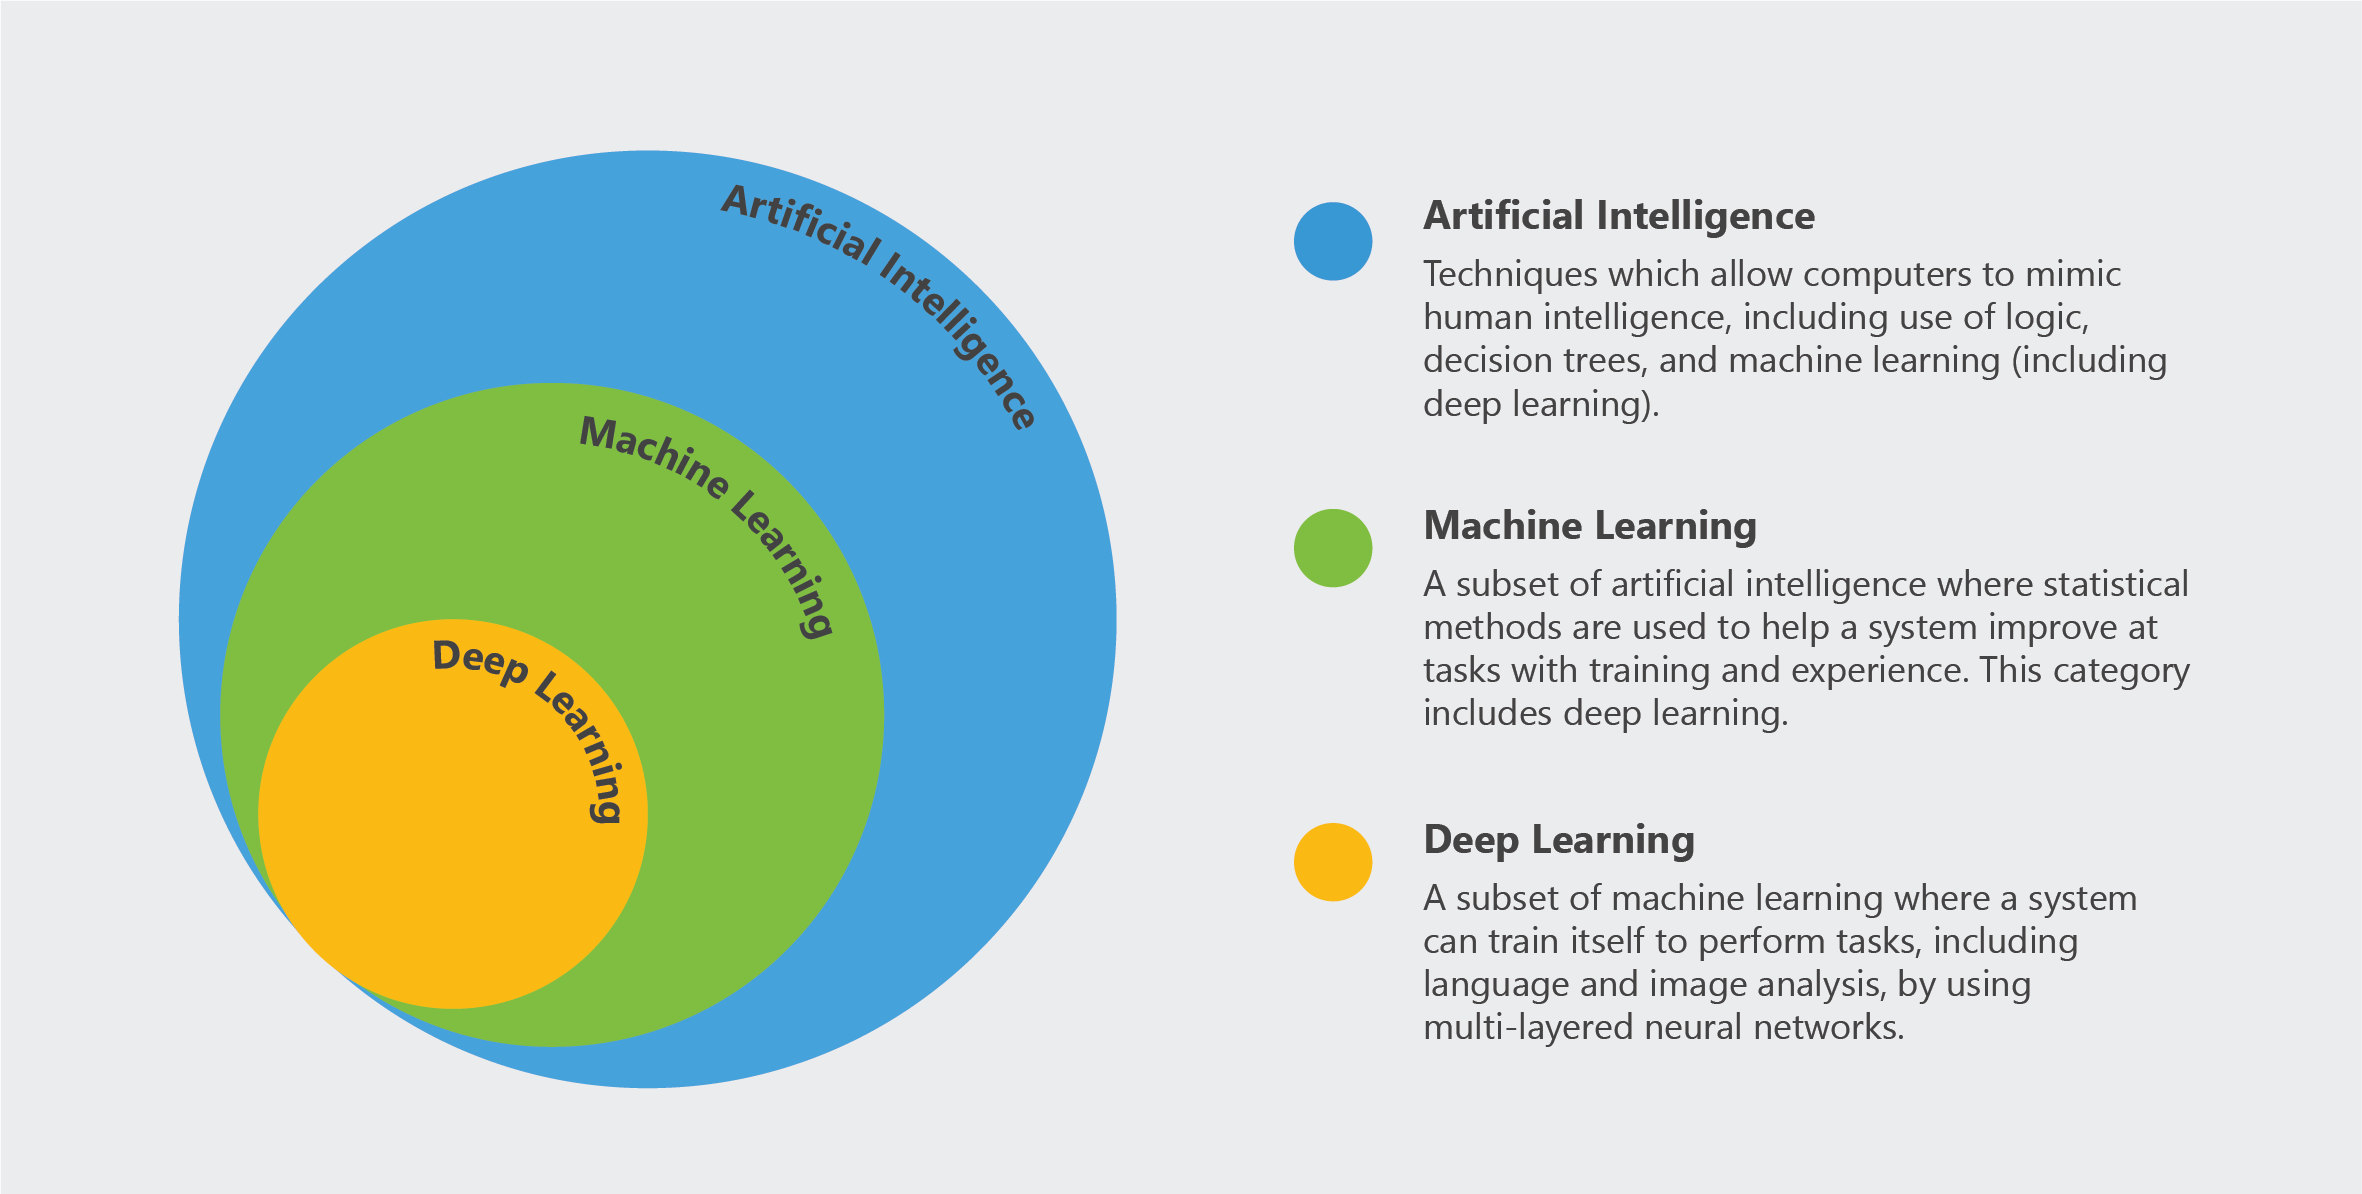 Artificial Intelligence
Machine Learning
Deep Learning
Artificial Intelligence
Techniques which allow computers to mimic
human intelligence, including use of logic,
decision trees, and machine learning (including
deep learning).
Machine Learning
A subset of artificial intelligence where statistical
methods are used to help a system improve at
tasks with training and experience. This category
includes deep learning.
Deep Learning
A subset of machine learning where a system
can train itself to perform tasks, including
language and image analysis, by using
multi-layered neural networks.